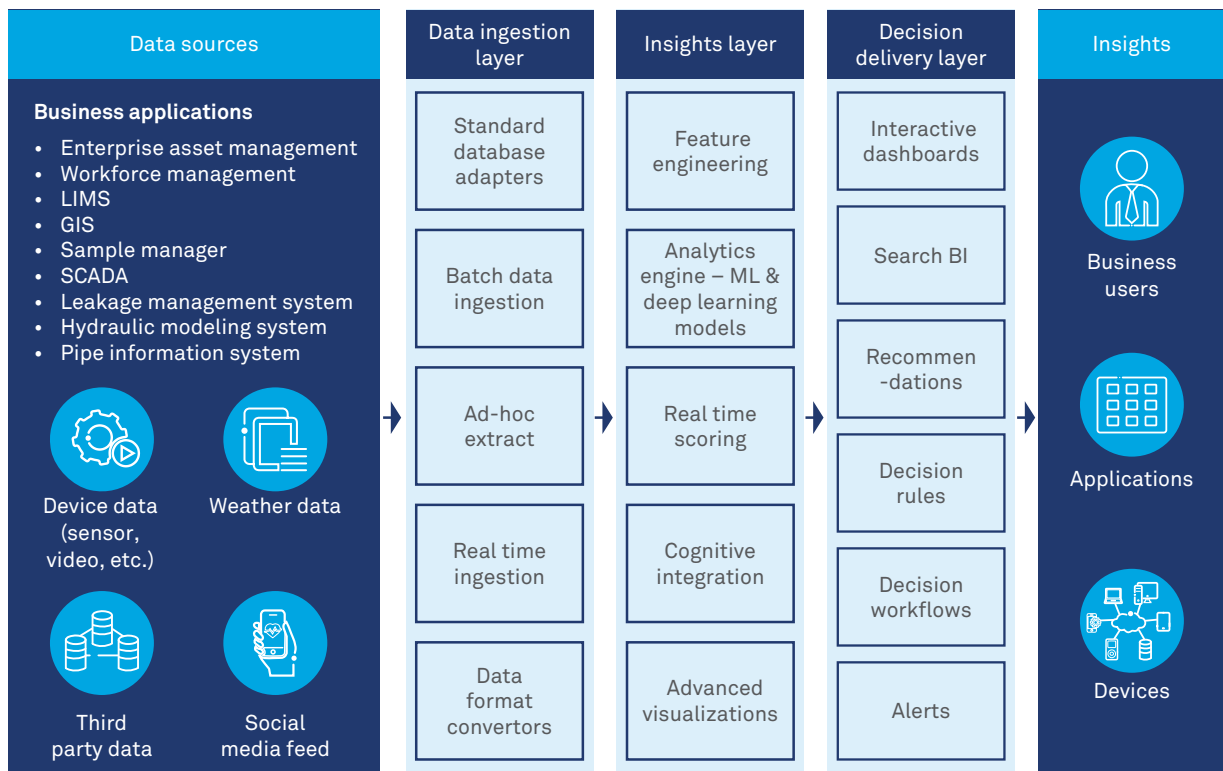 Data sources
Business applications
• Enterprise asset management
• Workforce management
• LIMS
• GIS
• Sample manager
• SCADA
• Leakage management system
• Hydraulic modeling system
• Pipe information system
Device data
(sensor,
video, etc.)
Weather data
Third
party data
Social
media feed
Data ingestion
layer
Standard
database
adapters
Batch data
ingestion
Ad-hoc
extract
Real time
ingestion
Data
format
convertors
Insights layer
Feature
engineering
Analytics
engine – ML &
deep learning
models
Real time
scoring
Cognitive
integration
Advanced
visualizations
Decision
delivery layer
Interactive
dashboards
Search BI
Recommen
-dations
Decision
rules
Decision
workflows
Alerts
Insights
Business
users
Applications
Devices